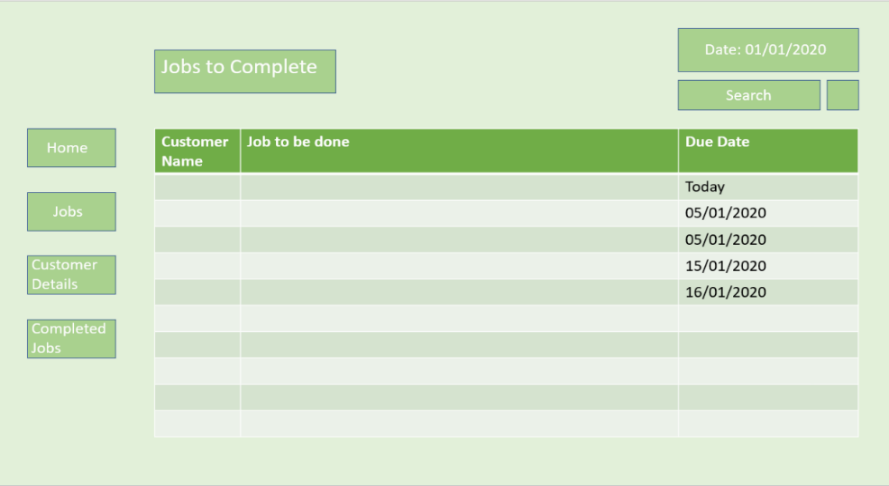 Jobs to Complete
Date: 01/01/2020
Search
Home
Jobs
Customer
Details
Completed
Jobs
Customer
Name
Job to be done
Due Date
Today
05/01/2020
05/01/2020
15/01/2020
16/01/2020